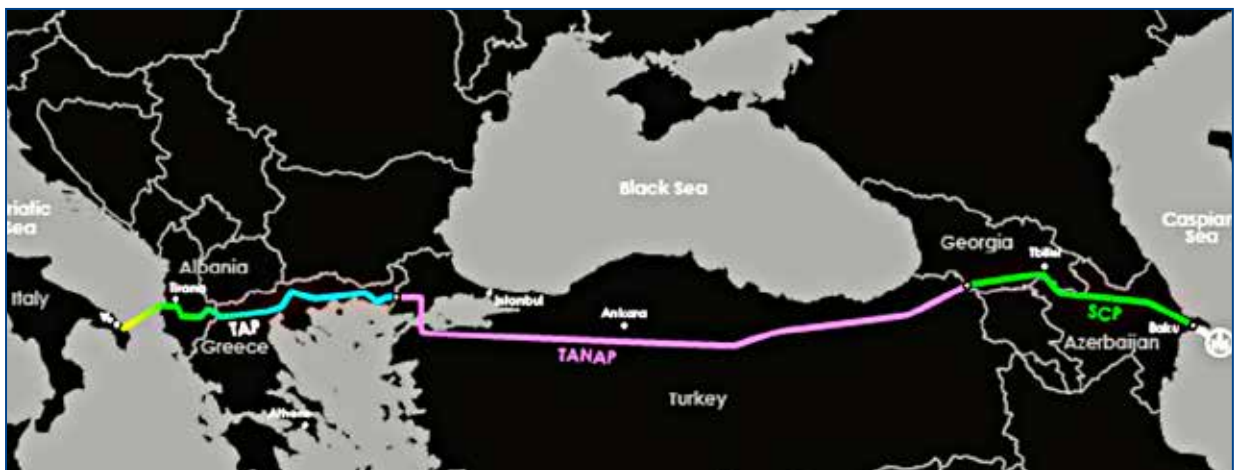 Black Sea
riatic
Sea
Caspian
Sea
Georgia
Tbilisi
Albania
Tirana
Italy
Istanbul
TAP
Greece
Ankara
SCP
Baku
Azerbaijan
TANAP
Turkey
Athens